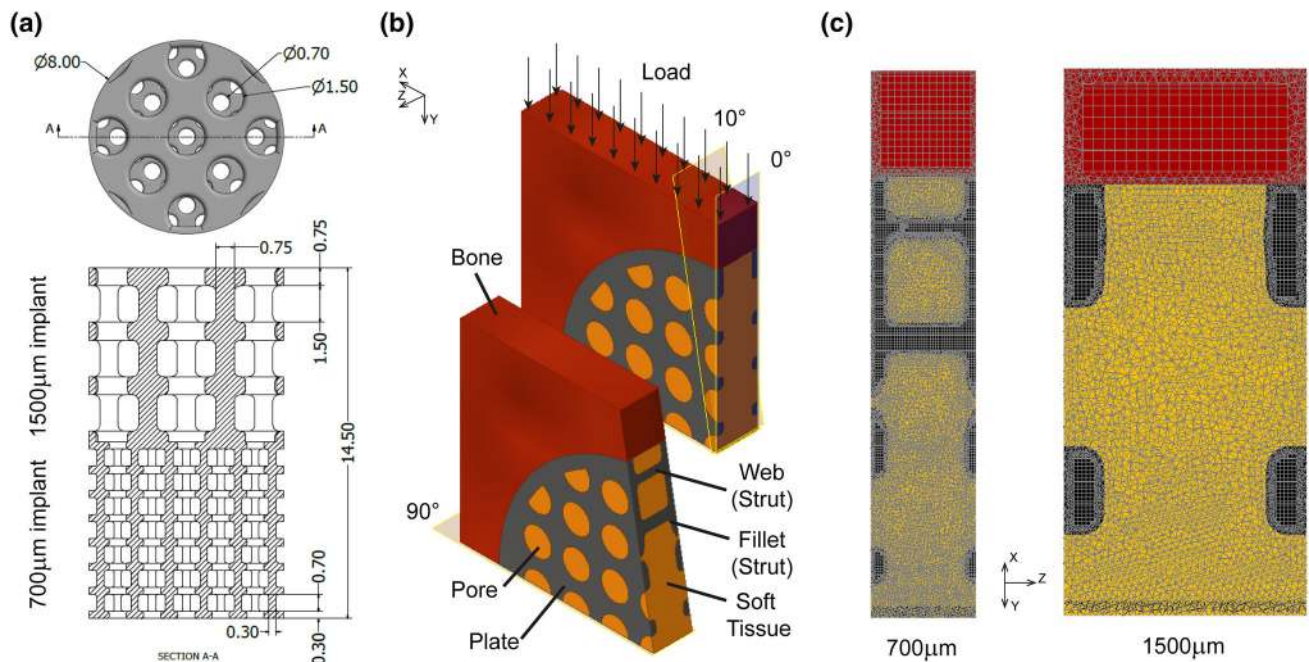 (a)
Ø8.00
Ø0.70
Ø1.50
A
A
0.75
0.75
1.50
14.50
0.70
0.30
0.30
1500µm implant
700µm implant
SECTION A-A
(b)
X
Z
Y
Load
10°
0°
Bone
90°
Pore
Plate
Web
(Strut)
Fillet
(Strut)
Soft
Tissue
(c)
X
Z
Y
700µm
1500µm